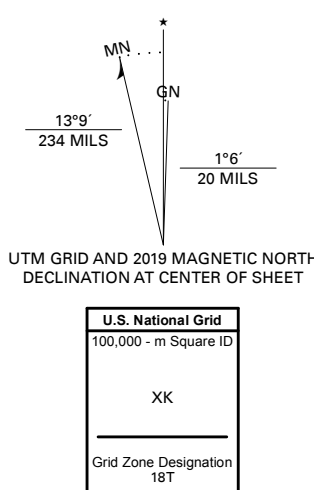 ★
MN
GN
13°9´
234 MILS
1°6´
20 MILS
UTM GRID AND 2019 MAGNETIC NORTH
DECLINATION AT CENTER OF SHEET
U.S. National Grid
100,000 - m Square ID
XK
Grid Zone Designation
18T